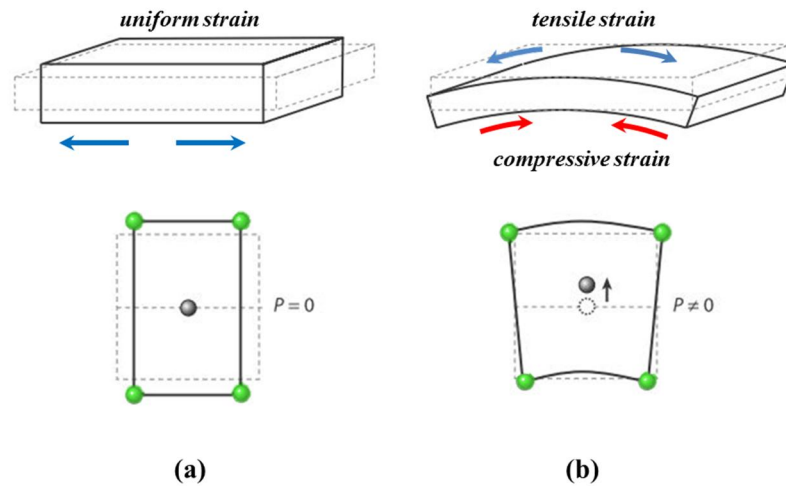 uniform strain
tensile strain
compressive strain
P = 0
P ≠ 0
(a)
(b)